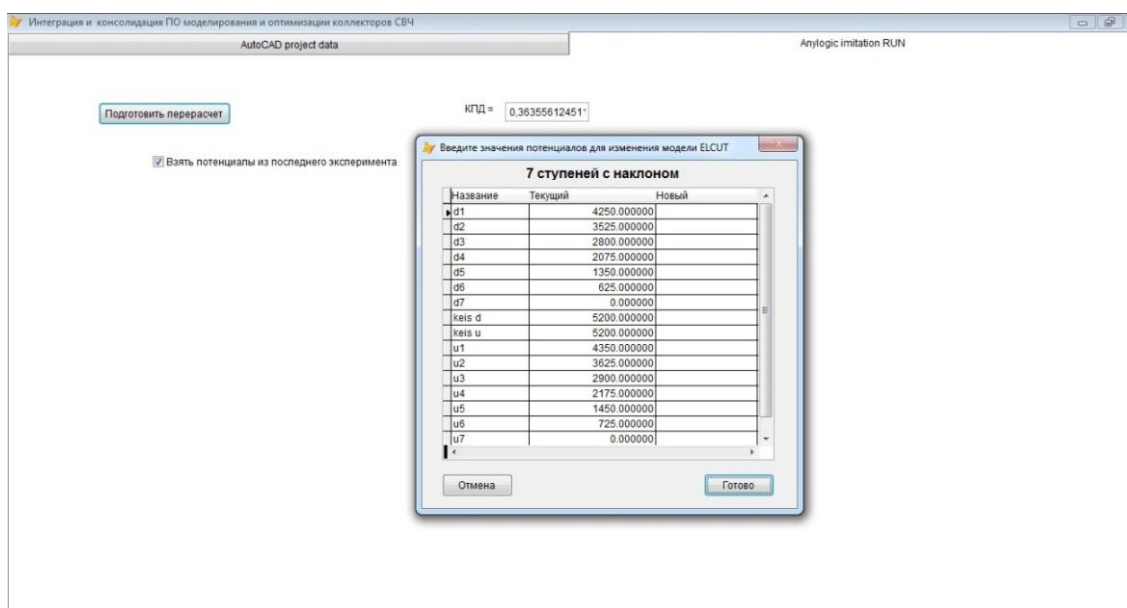 Интеграция и консолидация ПО моделирования и оптимизации коллекторов СВЧ
AutoCAD project data
Anylogic imitation RUN
Подготовить перерасчет
КПД =
0,36355612451
Взять потенциалы из последнего эксперимента
Введите значения потенциалов для изменения модели ELCUT
7 ступеней с наклоном
Название Текущий Новый
d1 4250.000000
d2 3525.000000
d3 2800.000000
d4 2075.000000
d5 1350.000000
d6 625.000000
d7 0.000000
keis d 5200.000000
keis u 5200.000000
u1 4350.000000
u2 3625.000000
u3 2900.000000
u4 2175.000000
u5 1450.000000
u6 725.000000
u7 0.000000
Отмена Готово